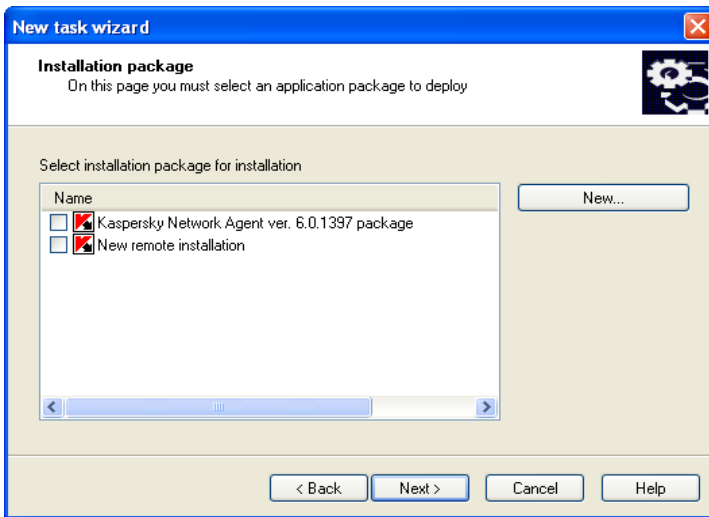 New task wizard
Installation package
On this page you must select an application package to deploy
Select installation package for installation
Name
New...
Kaspersky Network Agent ver. 6.0.1397 package
New remote installation
< Back
Next >
Cancel
Help